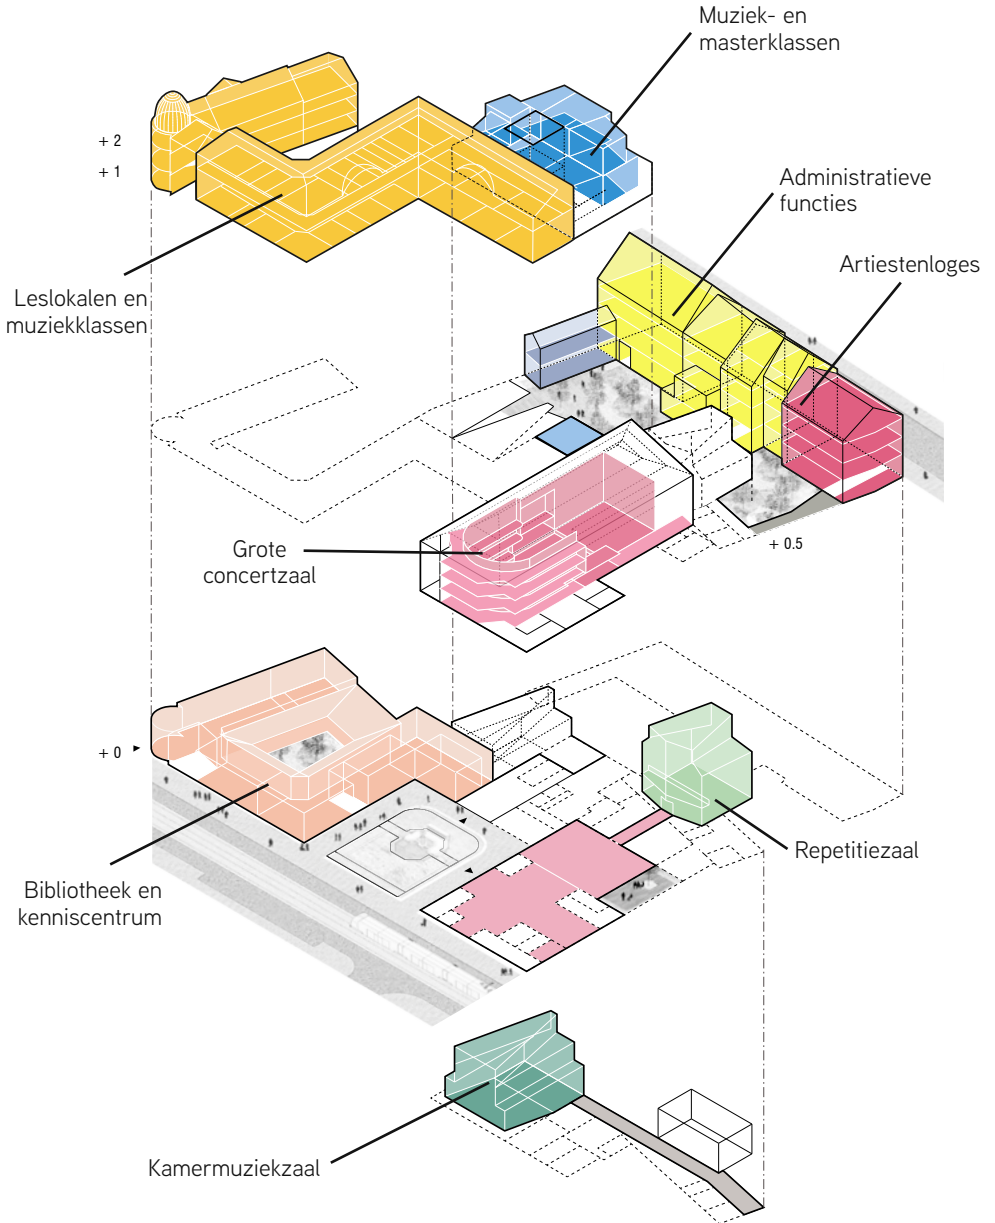 Muziek- en
masterklassen
+ 2
+ 1
Administratieve
functies
Artiestenloges
Leslokalen en
muziekklassen
Grote
concertzaal
+ 0.5
+ 0
Repetitiezaal
Bibliotheek en
kenniscentrum
Kamermuziekzaal